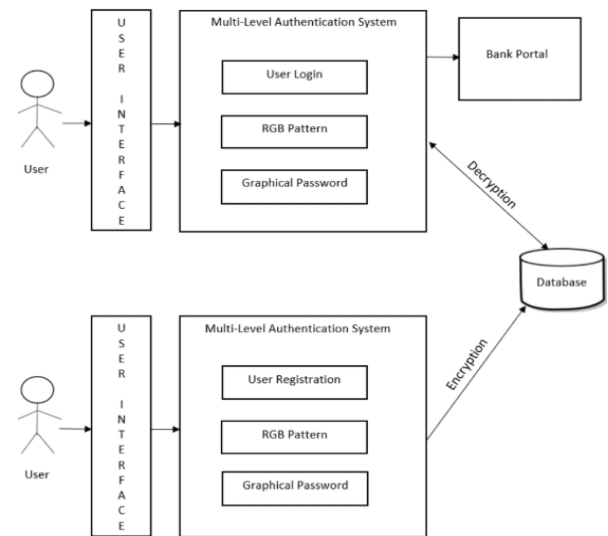 Multi-Level Authentication System
USER INTERFACE
User Login
RGB Pattern
Graphical Password
User
Bank Portal
Decryption
Database
Multi-Level Authentication System
USER INTERFACE
User Registration
RGB Pattern
Graphical Password
User
Encryption